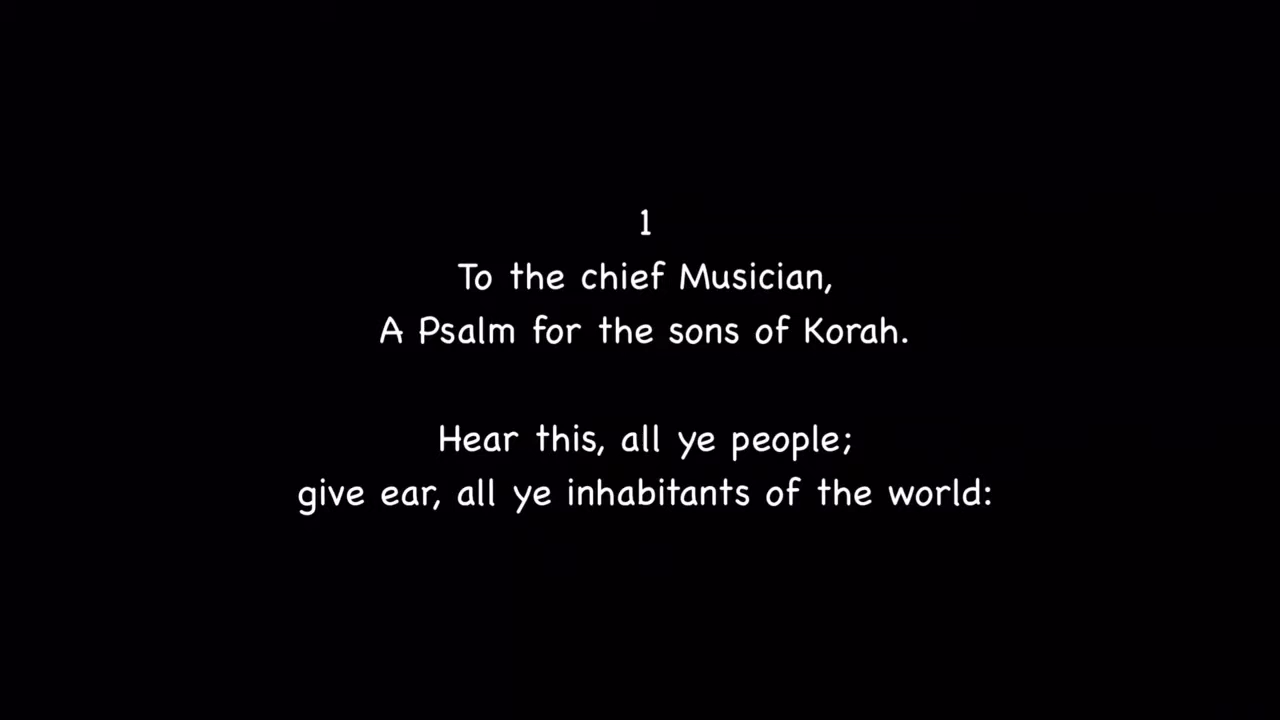 1
To the chief Musician,
A Psalm for the sons of Korah.
Hear this, all ye people;
give ear, all ye inhabitants of the world: